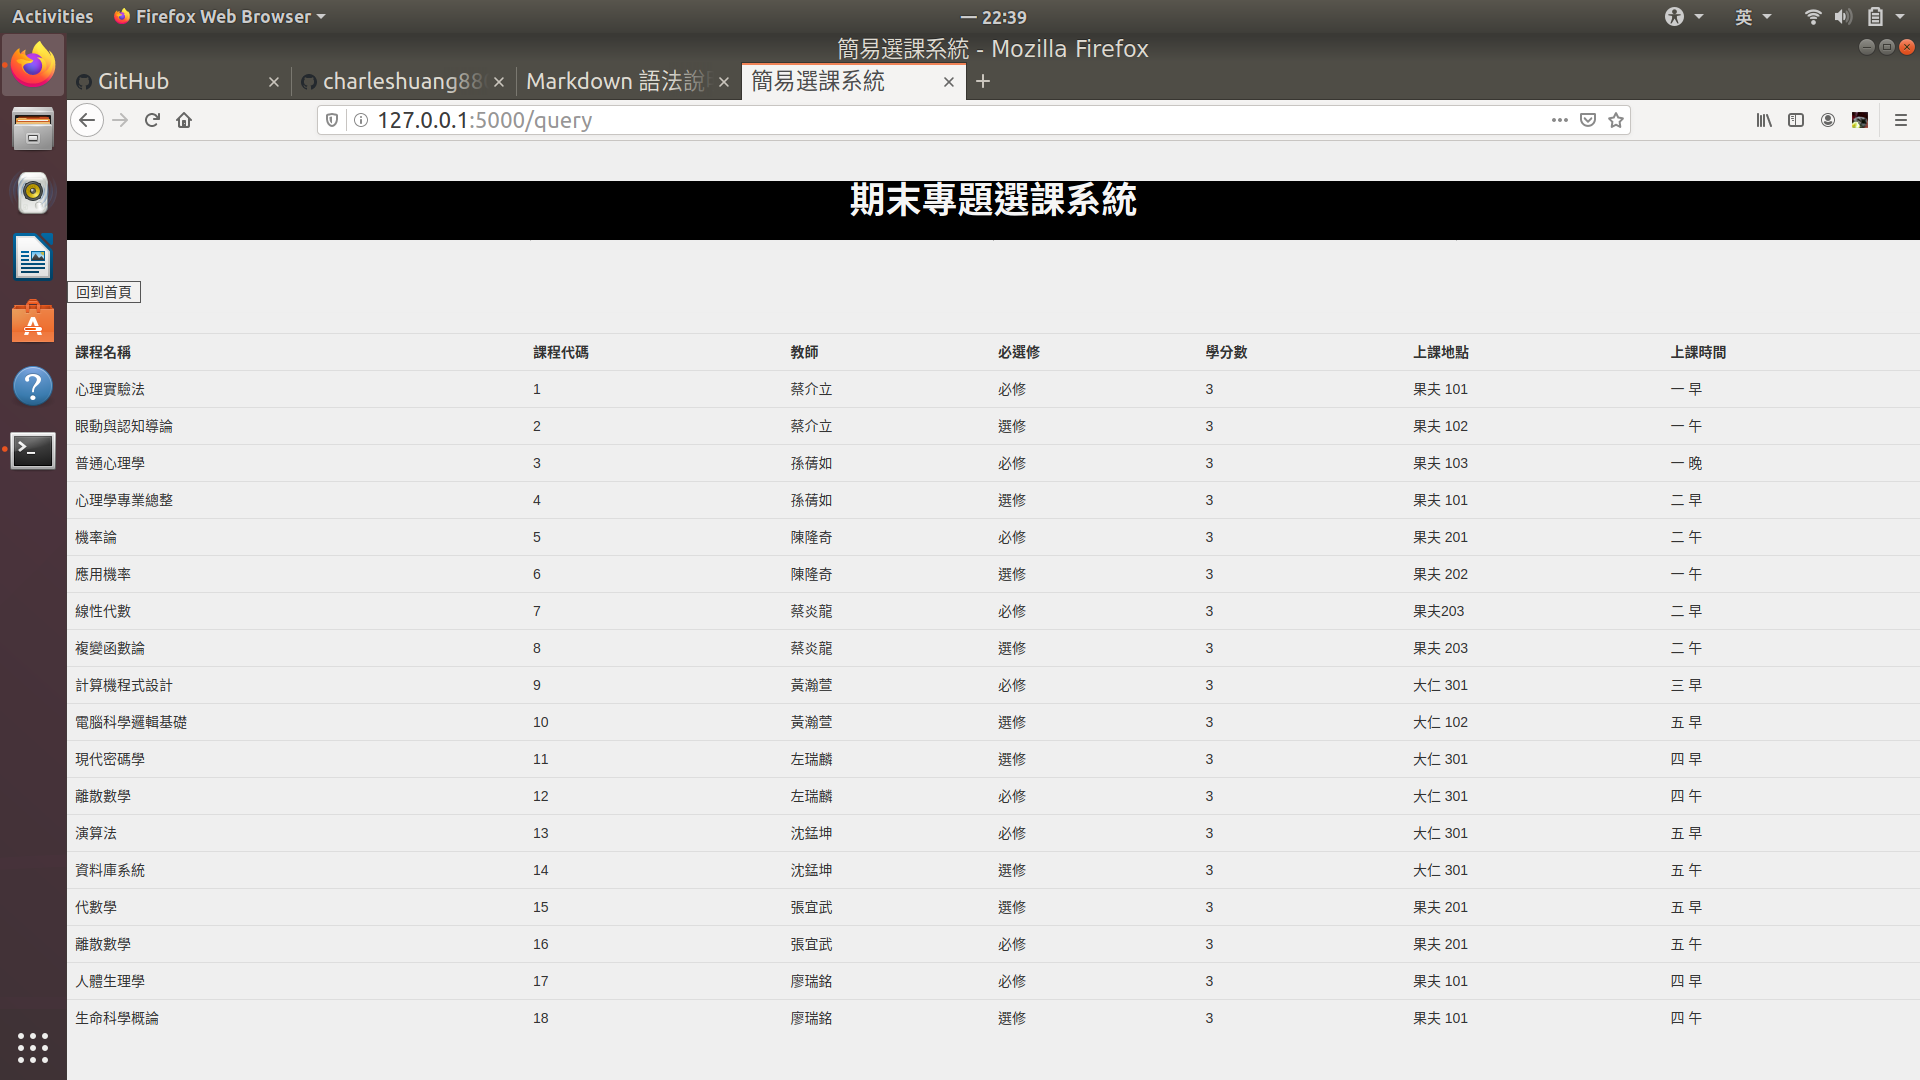 Activities Firefox Web Browser 一 22:39 英
簡易選課系統 - Mozilla Firefox
GitHub charleshuang88 Markdown 語法說 簡易選課系統
127.0.0.1:5000/query
期末專題選課系統
回到首頁
課程名稱 課程代碼 教師 必選修 學分數 上課地點 上課時間
心理實驗法 1 蔡介立 必修 3 果夫 101 一 早
眼動與認知導論 2 蔡介立 選修 3 果夫 102 一 午
普通心理學 3 孫蒨如 必修 3 果夫 103 一 晚
心理學專業總整 4 孫蒨如 選修 3 果夫 101 二 早
機率論 5 陳隆奇 必修 3 果夫 201 二 午
應用機率 6 陳隆奇 選修 3 果夫 202 一 午
線性代數 7 蔡炎龍 必修 3 果夫203 二 早
複變函數論 8 蔡炎龍 選修 3 果夫 203 二 午
計算機程式設計 9 黃瀚萱 必修 3 大仁 301 三 早
電腦科學邏輯基礎 10 黃瀚萱 選修 3 大仁 102 五 早
現代密碼學 11 左瑞麟 選修 3 大仁 301 四 早
離散數學 12 左瑞麟 必修 3 大仁 301 四 午
演算法 13 沈錳坤 必修 3 大仁 301 五 早
資料庫系統 14 沈錳坤 選修 3 大仁 301 五 午
代數學 15 張宜武 選修 3 果夫 201 五 早
離散數學 16 張宜武 必修 3 果夫 201 五 午
人體生理學 17 廖瑞銘 必修 3 果夫 101 四 早
生命科學概論 18 廖瑞銘 選修 3 果夫 101 四 午